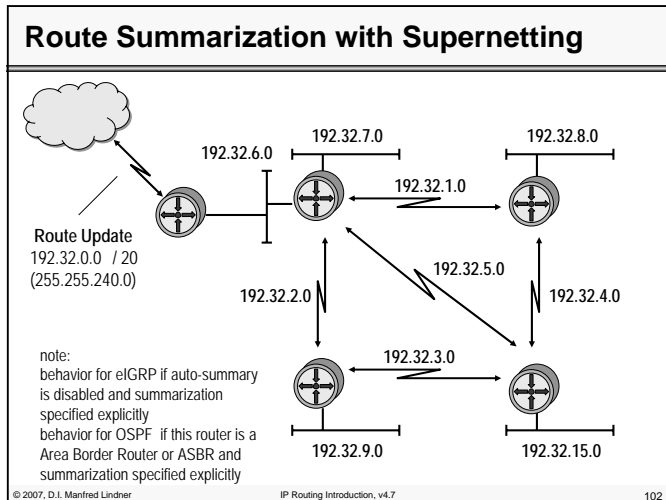 Route Summarization with Supernetting
192.32.7.0
192.32.8.0
192.32.6.0
192.32.1.0
Route Update
192.32.0.0 / 20
(255.255.240.0)
192.32.5.0
192.32.2.0
192.32.4.0
192.32.3.0
note:
behavior for eIGRP if auto-summary
is disabled and summarization
specified explicitly
behavior for OSPF if this router is a
Area Border Router or ASBR and
summarization specified explicitly
192.32.9.0
192.32.15.0
© 2007, D.I. Manfred Lindner
IP Routing Introduction, v4.7
102